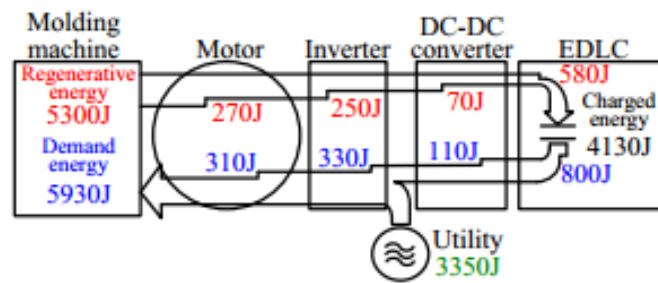 Molding machine
Motor
Inverter
DC-DC converter
EDLC
Regenerative energy
5300J
270J
250J
70J
580J
Charged energy
4130J
Demand energy
5930J
310J
330J
110J
800J
Utility
3350J